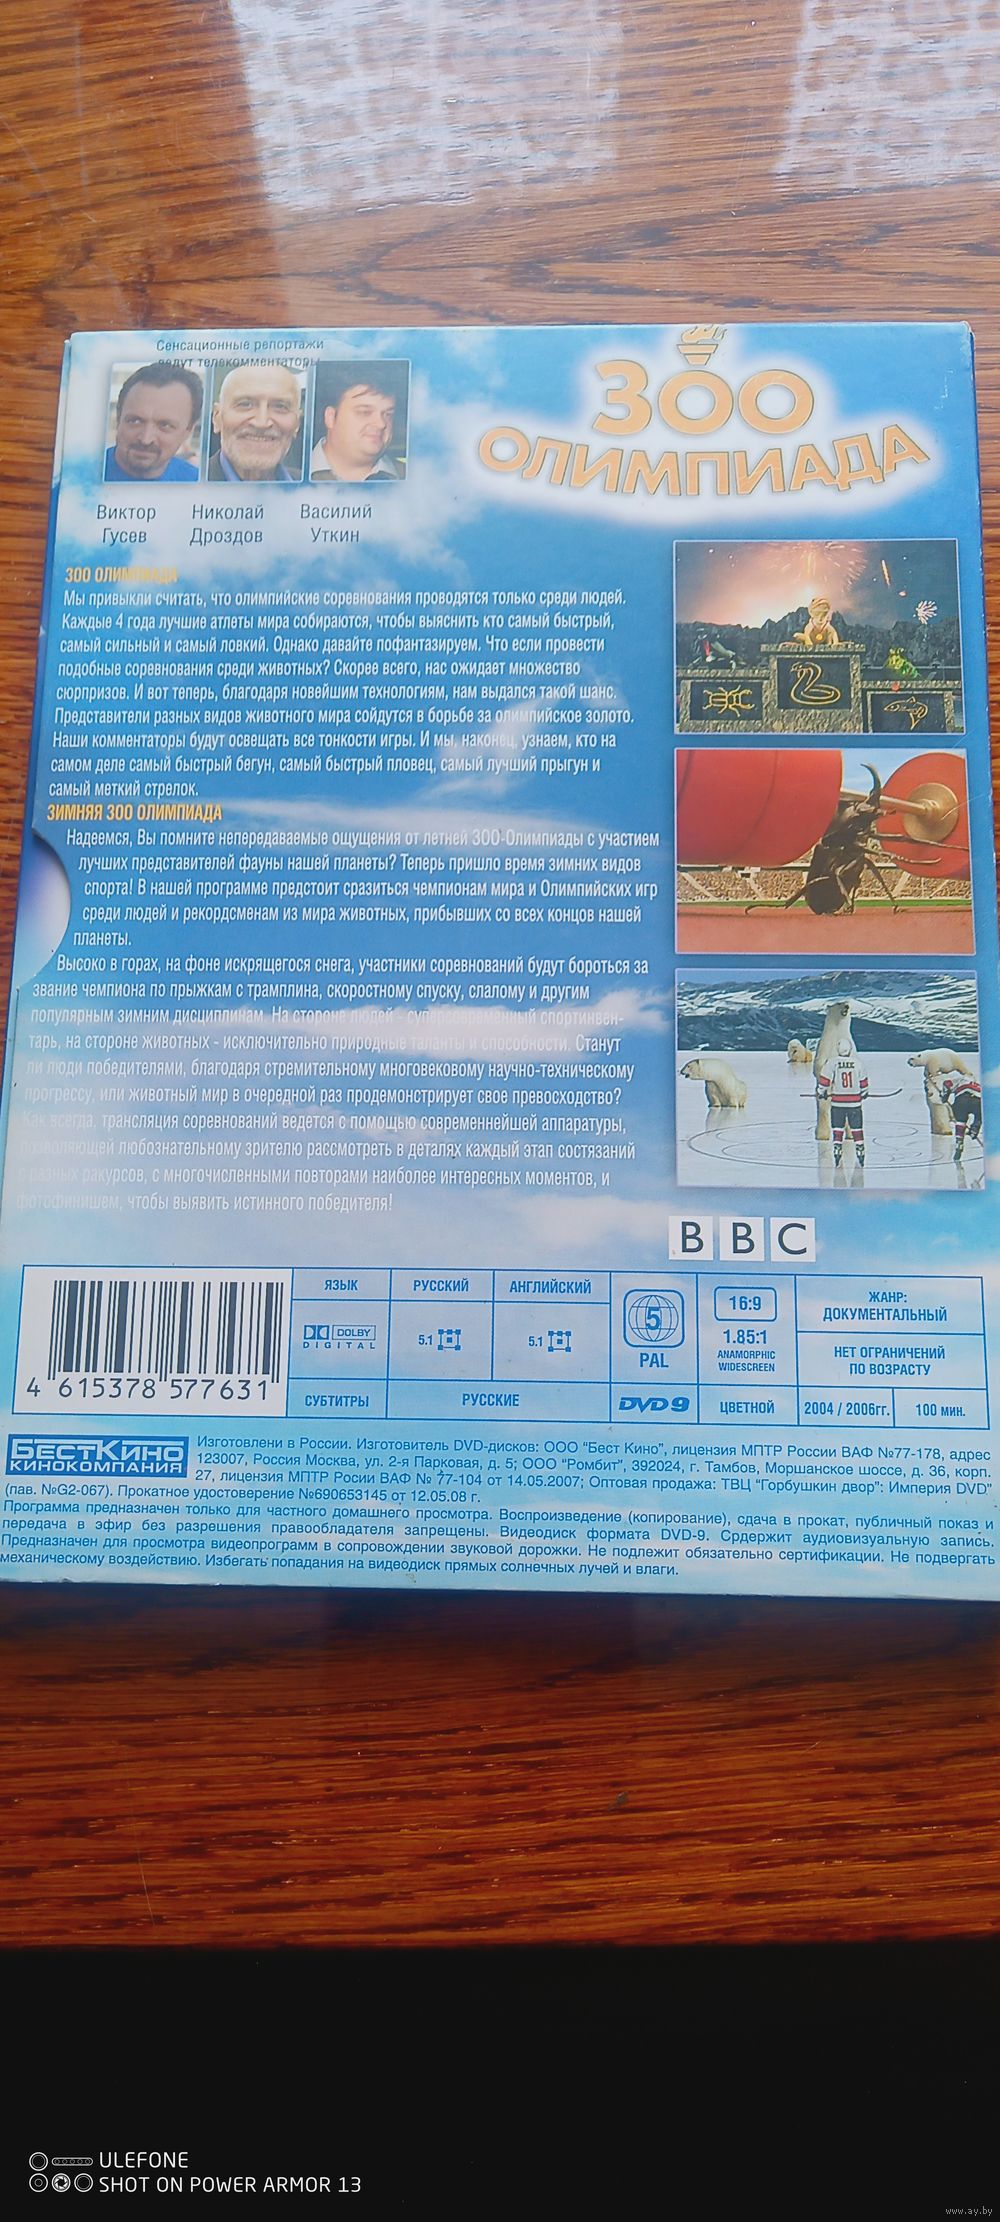 Сенсационные репортажи
ведут телекомментаторы
ЗОО
ОЛИМПИАДА
Виктор
Гусев
Николай
Дроздов
Василий
Уткин
ЗОО ОЛИМПИАДА
Мы привыкли считать, что олимпийские соревнования проводятся только среди людей.
Каждые 4 года лучшие атлеты мира собираются, чтобы выяснить кто самый быстрый,
самый сильный и самый ловкий. Однако давайте пофантазируем. Что если провести
подобные соревнования среди животных? Скорее всего, нас ожидает множество
сюрпризов. И вот теперь, благодаря новейшим технологиям, нам выдался такой шанс.
Представители разных видов животного мира сойдутся в борьбе за олимпийское золото.
Наши комментаторы будут освещать все тонкости игры. И мы, наконец, узнаем, кто на
самом деле самый быстрый бегун, самый быстрый пловец, самый лучший прыгун и
самый меткий стрелок.
ЗИМНЯЯ ЗОО ОЛИМПИАДА
Надеемся, Вы помните непередаваемые ощущения от летней ЗОО-Олимпиады с участием
лучших представителей фауны нашей планеты? Теперь пришло время зимних видов
спорта! В нашей программе предстоит сразиться чемпионам мира и Олимпийских игр
среди людей и рекордсменам из мира животных, прибывших со всех концов нашей
планеты.
Высоко в горах, на фоне искрящегося снега, участники соревнований будут бороться за
звание чемпиона по прыжкам с трамплина, скоростному спуску, слалому и другим
популярным зимним дисциплинам. На стороне людей - суперсовременный спортинвен-
тарь, на стороне животных - исключительно природные таланты и способности. Станут
ли люди победителями, благодаря стремительному многовековому научно-техническому
прогрессу, или животный мир в очередной раз продемонстрирует свое превосходство?
Как всегда, трансляция соревнований ведется с помощью современнейшей аппаратуры,
позволяющей любознательному зрителю рассмотреть в деталях каждый этап состязаний
с разных ракурсов, с многочисленными повторами наиболее интересных моментов, и
фотофинишем, чтобы выявить истинного победителя!
81
BBC
4 615378 577631
ЯЗЫК
РУССКИЙ
АНГЛИЙСКИЙ
DOLBY
DIGITAL
5.1
5.1
СУБТИТРЫ
РУССКИЕ
5
PAL
DVD 9
16:9
1.85:1
ANAMORPHIC
WIDESCREEN
ЦВЕТНОЙ
ЖАНР:
ДОКУМЕНТАЛЬНЫЙ
НЕТ ОГРАНИЧЕНИЙ
ПО ВОЗРАСТУ
2004 / 2006гг.
100 мин.
БЕСТКИНО
КИНОКОМПАНИЯ
Изготовлени в России. Изготовитель DVD-дисков: ООО "Бест Кино", лицензия МПТР России ВАФ №77-178, адрес
123007, Россия Москва, ул. 2-я Парковая, д. 5; ООО "Ромбит", 392024, г. Тамбов, Моршанское шоссе, д. 36, корп.
27, лицензия МПТР Росии ВАФ № 77-104 от 14.05.2007; Оптовая продажа: ТВЦ "Горбушкин двор": Империя DVD"
(пав. №G2-067). Прокатное удостоверение №690653145 от 12.05.08 г.
Программа предназначен только для частного домашнего просмотра. Воспроизведение (копирование), сдача в прокат, публичный показ и
передача в эфир без разрешения правообладателя запрещены. Видеодиск формата DVD-9. Срдержит аудиовизуальную запись.
Предназначен для просмотра видеопрограмм в сопровождении звуковой дорожки. Не подлежит обязательно сертификации. Не подвергать
механическому воздействию. Избегать попадания на видеодиск прямых солнечных лучей и влаги.
ULEFONE
SHOT ON POWER ARMOR 13
www.ay.by